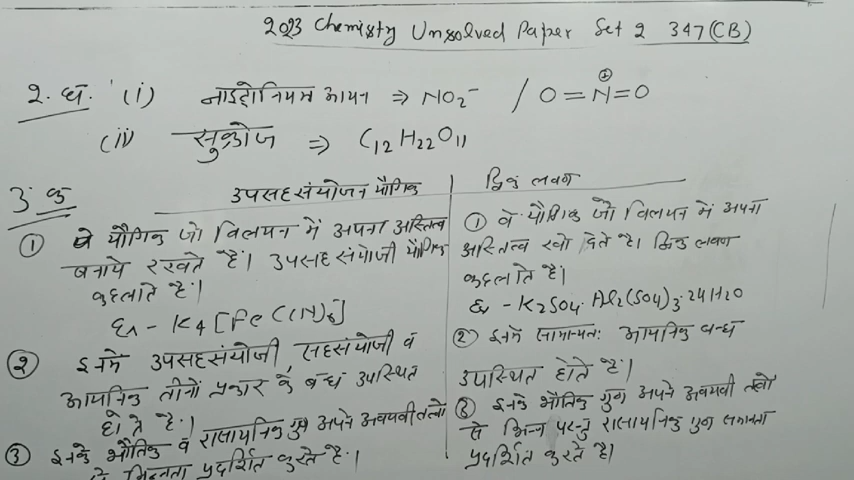 2023 Chemistry Unsolved Paper Set 2 347(CB)
2. घ. (i) नाइट्रोनियम आयन ⇒ NO2⁻ / O=N⊕=O
(ii) सुक्रोज ⇒ C12H22O11
3. क
उपसहसंयोजन यौगिक
① वे यौगिक जो विलयन में अपना अस्तित्व
बनाये रखते हैं। उपसहसंयोजी यौगिक
कहलाते हैं।
Ex - K4[Fe(CN)6]
② इनमें उपसहसंयोजी, सहसंयोजी व
आयनिक तीनों प्रकार के बन्ध उपस्थित
होते है।
③ इनके भौतिक व रासायनिक गुण अपने अवयवी तत्वों
से भिन्नता प्रदर्शित करते है।
द्विक लवण
① वे यौगिक जो विलयन में अपना
अस्तित्व खो देते है। द्विक लवण
कहलाते है।
Ex - K2SO4.Al2(SO4)3.24H2O
② इनमें सामान्यतः आयनिक बन्ध
उपस्थित होते है।
③ इनके भौतिक गुण अपने अवयवी तत्वों
से भिन्न परन्तु रासायनिक गुण समानता
प्रदर्शित करते है।